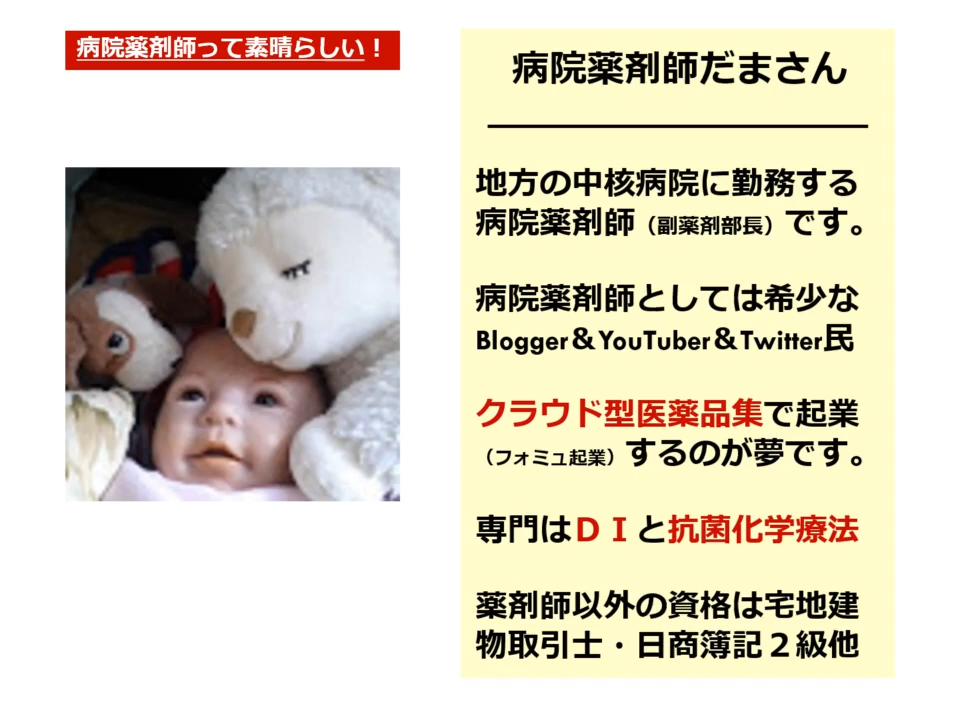 病院薬剤師って素晴らしい！
病院薬剤師だまさん
地方の中核病院に勤務する
病院薬剤師（副薬剤部長）です。
病院薬剤師としては希少な
Blogger＆YouTuber＆Twitter民
クラウド型医薬品集で起業
（フォミュ起業）するのが夢です。
専門はＤＩと抗菌化学療法
薬剤師以外の資格は宅地建
物取引士・日商簿記２級他